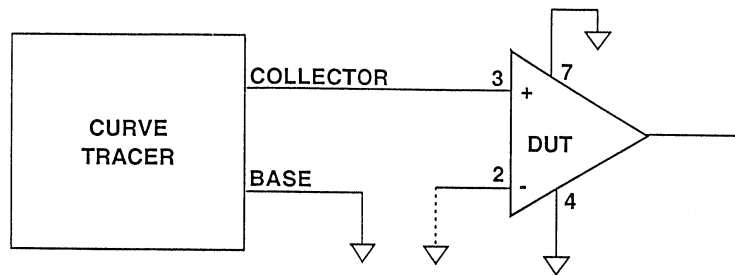 CURVE
TRACER
COLLECTOR
BASE
3
+
2
-
DUT
7
4